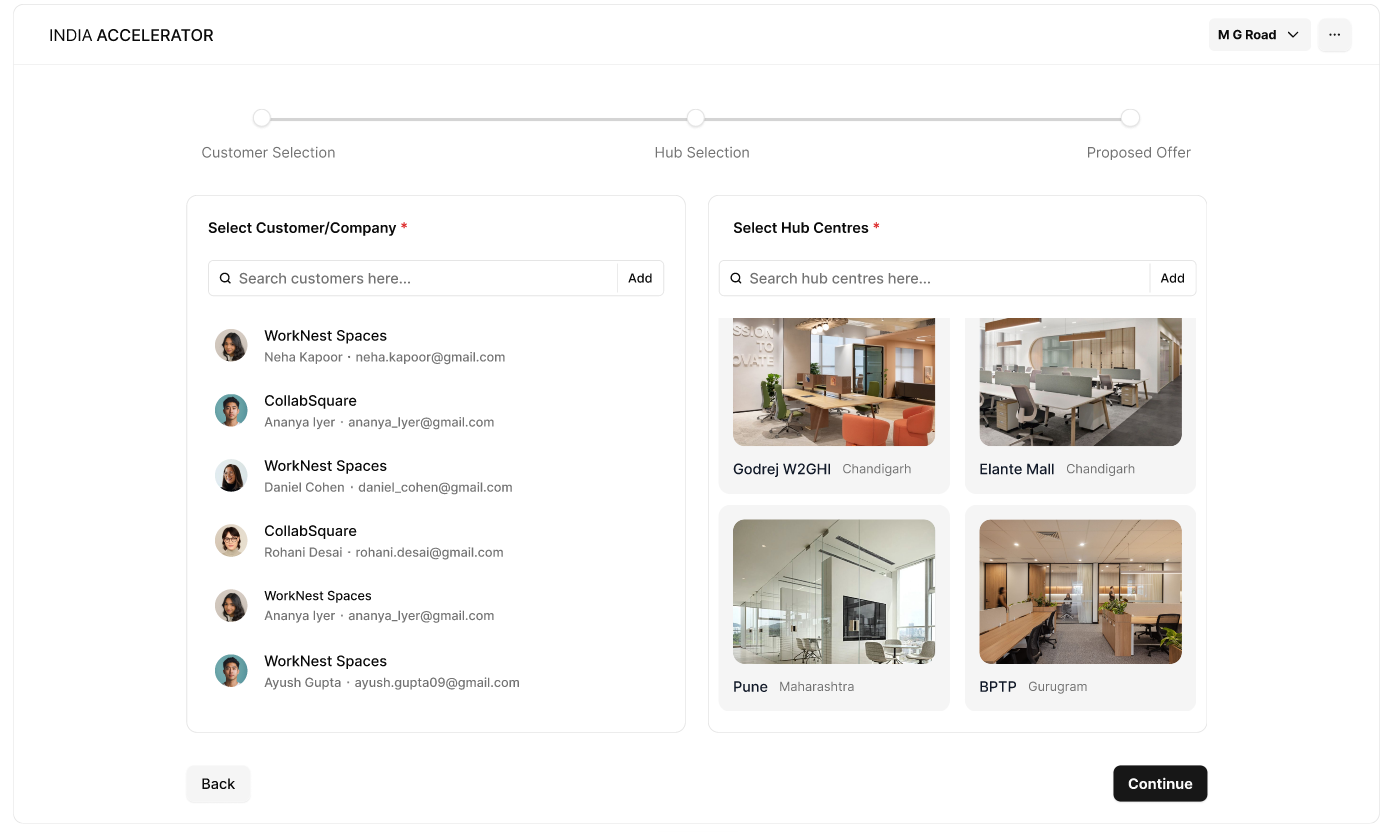 INDIA ACCELERATOR
M G Road
Customer Selection
Hub Selection
Proposed Offer
Select Customer/Company *
Search customers here...
Add
WorkNest Spaces
Neha Kapoor · neha.kapoor@gmail.com
CollabSquare
Ananya Iyer · ananya_Iyer@gmail.com
WorkNest Spaces
Daniel Cohen · daniel_cohen@gmail.com
CollabSquare
Rohani Desai · rohani.desai@gmail.com
WorkNest Spaces
Ananya Iyer · ananya_Iyer@gmail.com
WorkNest Spaces
Ayush Gupta · ayush.gupta09@gmail.com
Select Hub Centres *
Search hub centres here...
Add
SSION
TO
OVATE
Godrej W2GHI Chandigarh
Elante Mall Chandigarh
Pune Maharashtra
BPTP Gurugram
Back
Continue